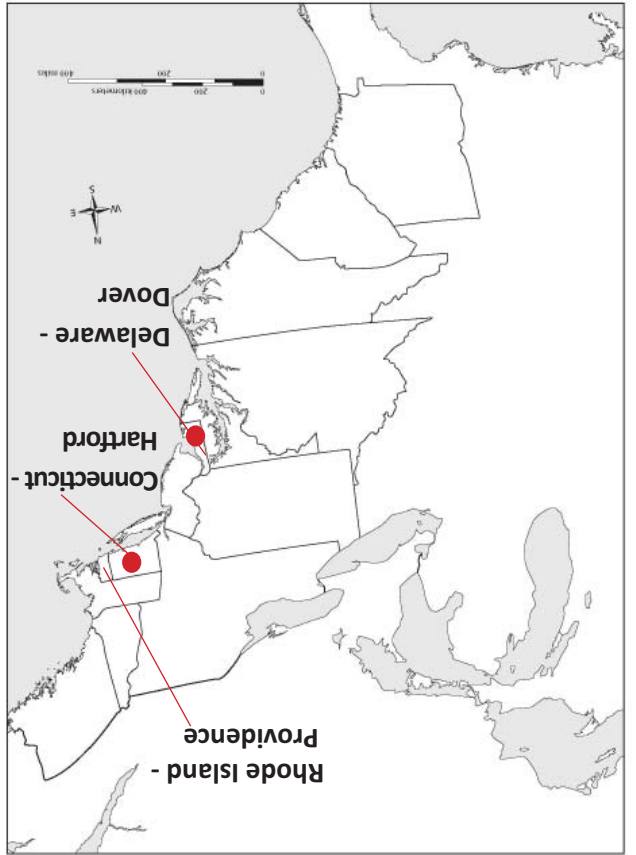 Rhode Island -
Providence
Connecticut -
Hartford
Delaware -
Dover
N
W E
S
0 200 400 kilometers
0 200 400 miles